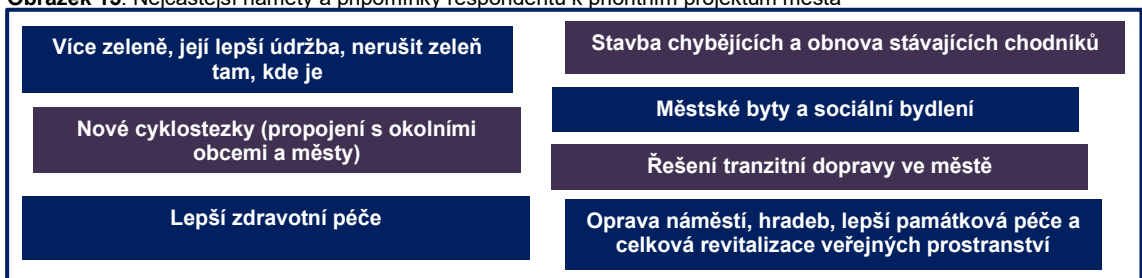 Obrázek 19. Nejčastější náměty a připomínky respondentů k prioritním projektům města
Více zeleně, její lepší údržba, nerušit zeleň
tam, kde je
Nové cyklostezky (propojení s okolními
obcemi a městy)
Lepší zdravotní péče
Stavba chybějících a obnova stávajících chodníků
Městské byty a sociální bydlení
Řešení tranzitní dopravy ve městě
Oprava náměstí, hradeb, lepší památková péče a
celková revitalizace veřejných prostranství